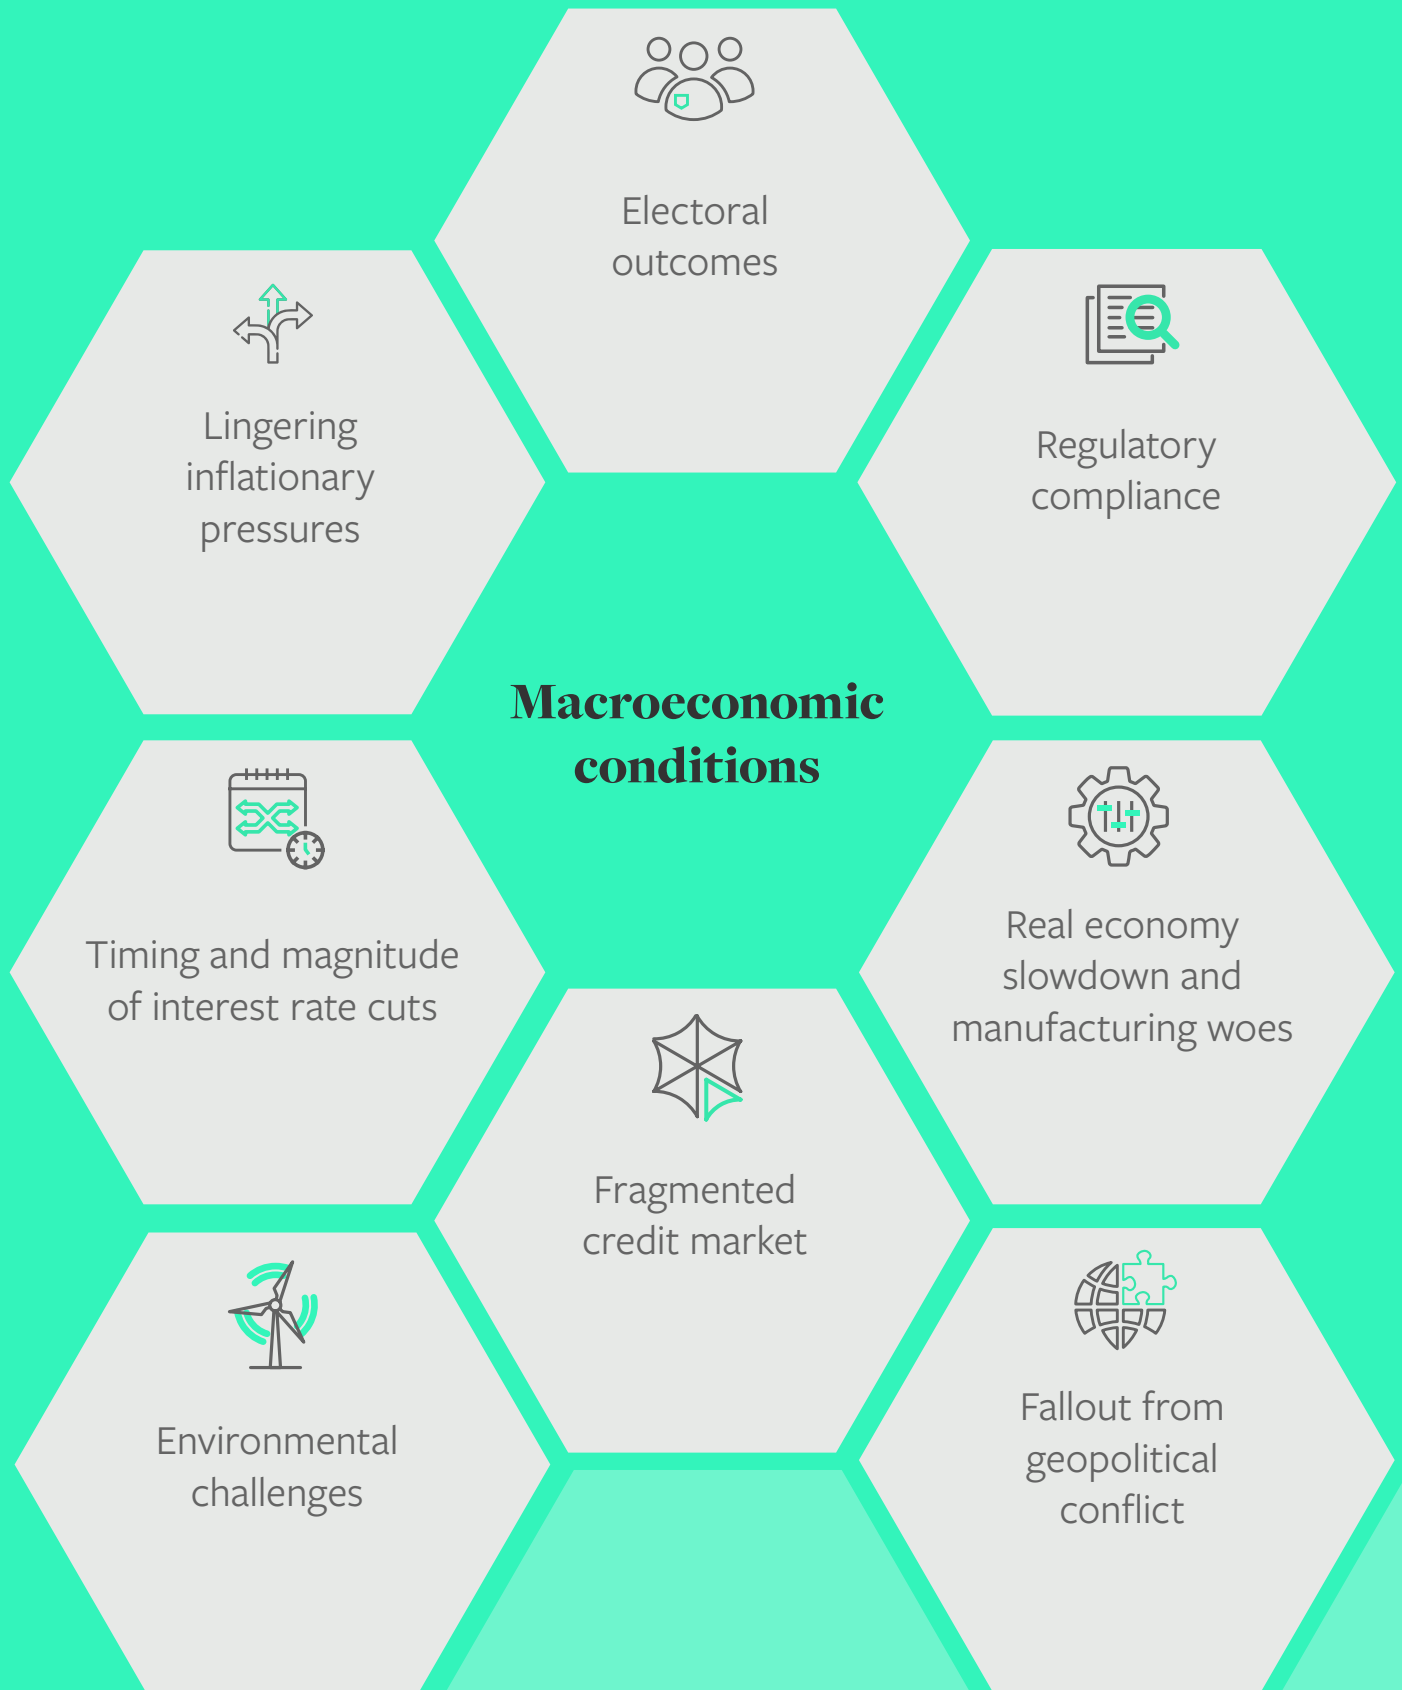 Electoral
outcomes
Lingering
inflationary
pressures
Regulatory
compliance
Macroeconomic
conditions
Timing and magnitude
of interest rate cuts
Real economy
slowdown and
manufacturing woes
Fragmented
credit market
Environmental
challenges
Fallout from
geopolitical
conflict